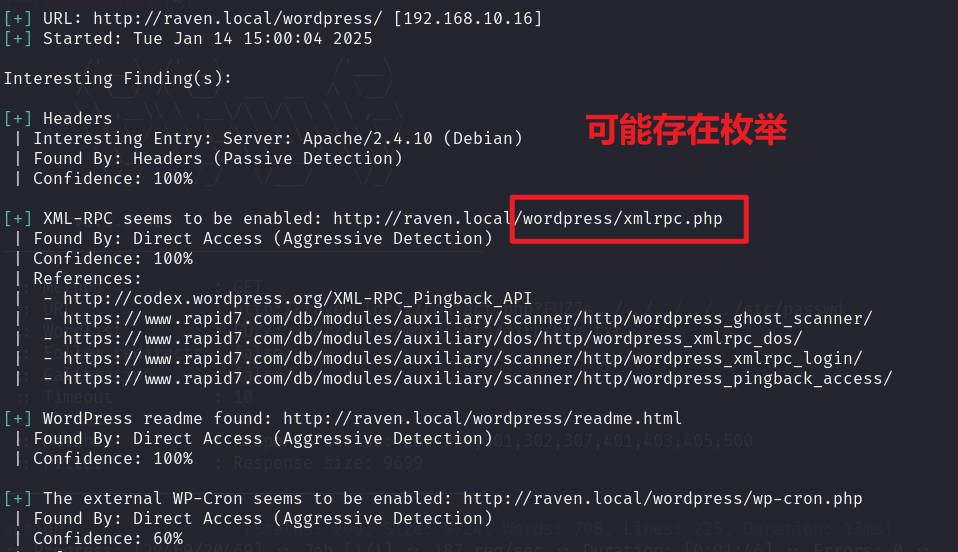 [+] URL: http://raven.local/wordpress/ [192.168.10.16]
[+] Started: Tue Jan 14 15:00:04 2025
Interesting Finding(s):
[+] Headers
| Interesting Entry: Server: Apache/2.4.10 (Debian)
可能存在枚举
| Found By: Headers (Passive Detection)
| Confidence: 100%
[+] XML-RPC seems to be enabled: http://raven.local/wordpress/xmlrpc.php
| Found By: Direct Access (Aggressive Detection)
| Confidence: 100%
| References:
| - http://codex.wordpress.org/XML-RPC_Pingback_API
| - https://www.rapid7.com/db/modules/auxiliary/scanner/http/wordpress_ghost_scanner/
| - https://www.rapid7.com/db/modules/auxiliary/dos/http/wordpress_xmlrpc_dos/
| - https://www.rapid7.com/db/modules/auxiliary/scanner/http/wordpress_xmlrpc_login/
| - https://www.rapid7.com/db/modules/auxiliary/scanner/http/wordpress_pingback_access/
[+] WordPress readme found: http://raven.local/wordpress/readme.html
| Found By: Direct Access (Aggressive Detection)
| Confidence: 100%
[+] The external WP-Cron seems to be enabled: http://raven.local/wordpress/wp-cron.php
| Found By: Direct Access (Aggressive Detection)
| Confidence: 60%